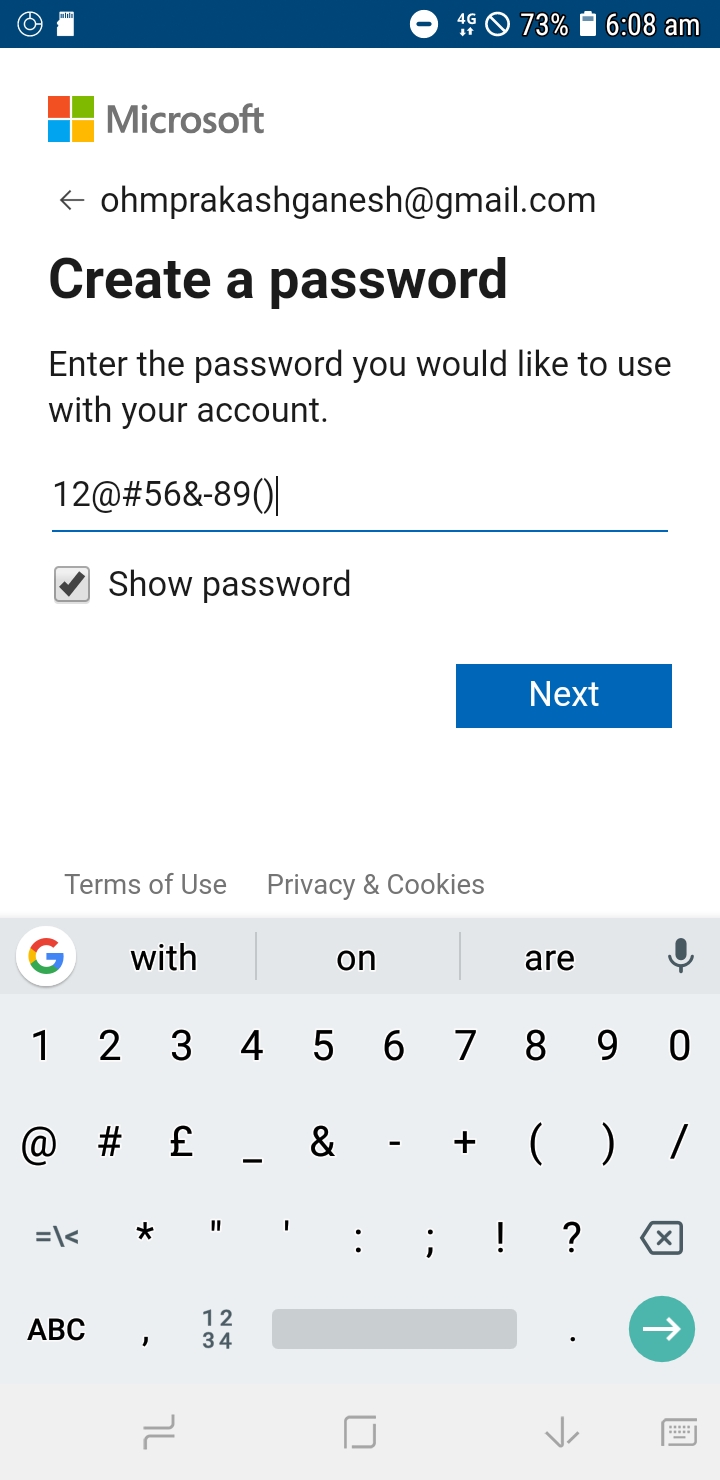 4G 73% 6:08 am
Microsoft
← ohmprakashganesh@gmail.com
Create a password
Enter the password you would like to use
with your account.
12@#56&-89()
Show password
Next
Terms of Use Privacy & Cookies
G with on are
1 2 3 4 5 6 7 8 9 0
@ # £ _ & - + ( ) /
=\< * " ' : ; ! ?
ABC , 12 34 .